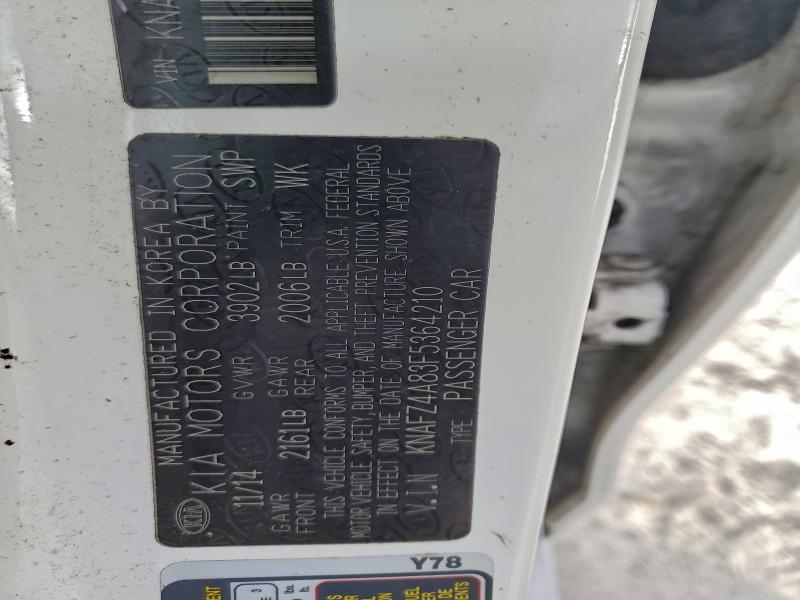 VIN KNA
MANUFACTURED IN KOREA BY
KIA KIA MOTORS CORPORATION
11/14 GVWR 3902LB PAINT SWP
GAWR FRONT 2161LB GAWR REAR 2006LB TRIM WK
THIS VEHICLE CONFORMS TO ALL APPLICABLE U.S.A. FEDERAL
MOTOR VEHICLE SAFETY, BUMPER, AND THEFT PREVENTION STANDARDS
IN EFFECT ON THE DATE OF MANUFACTURE SHOWN ABOVE
V.I.N KNAFZ4A83F5364210
TYPE PASSENGER CAR
Y78